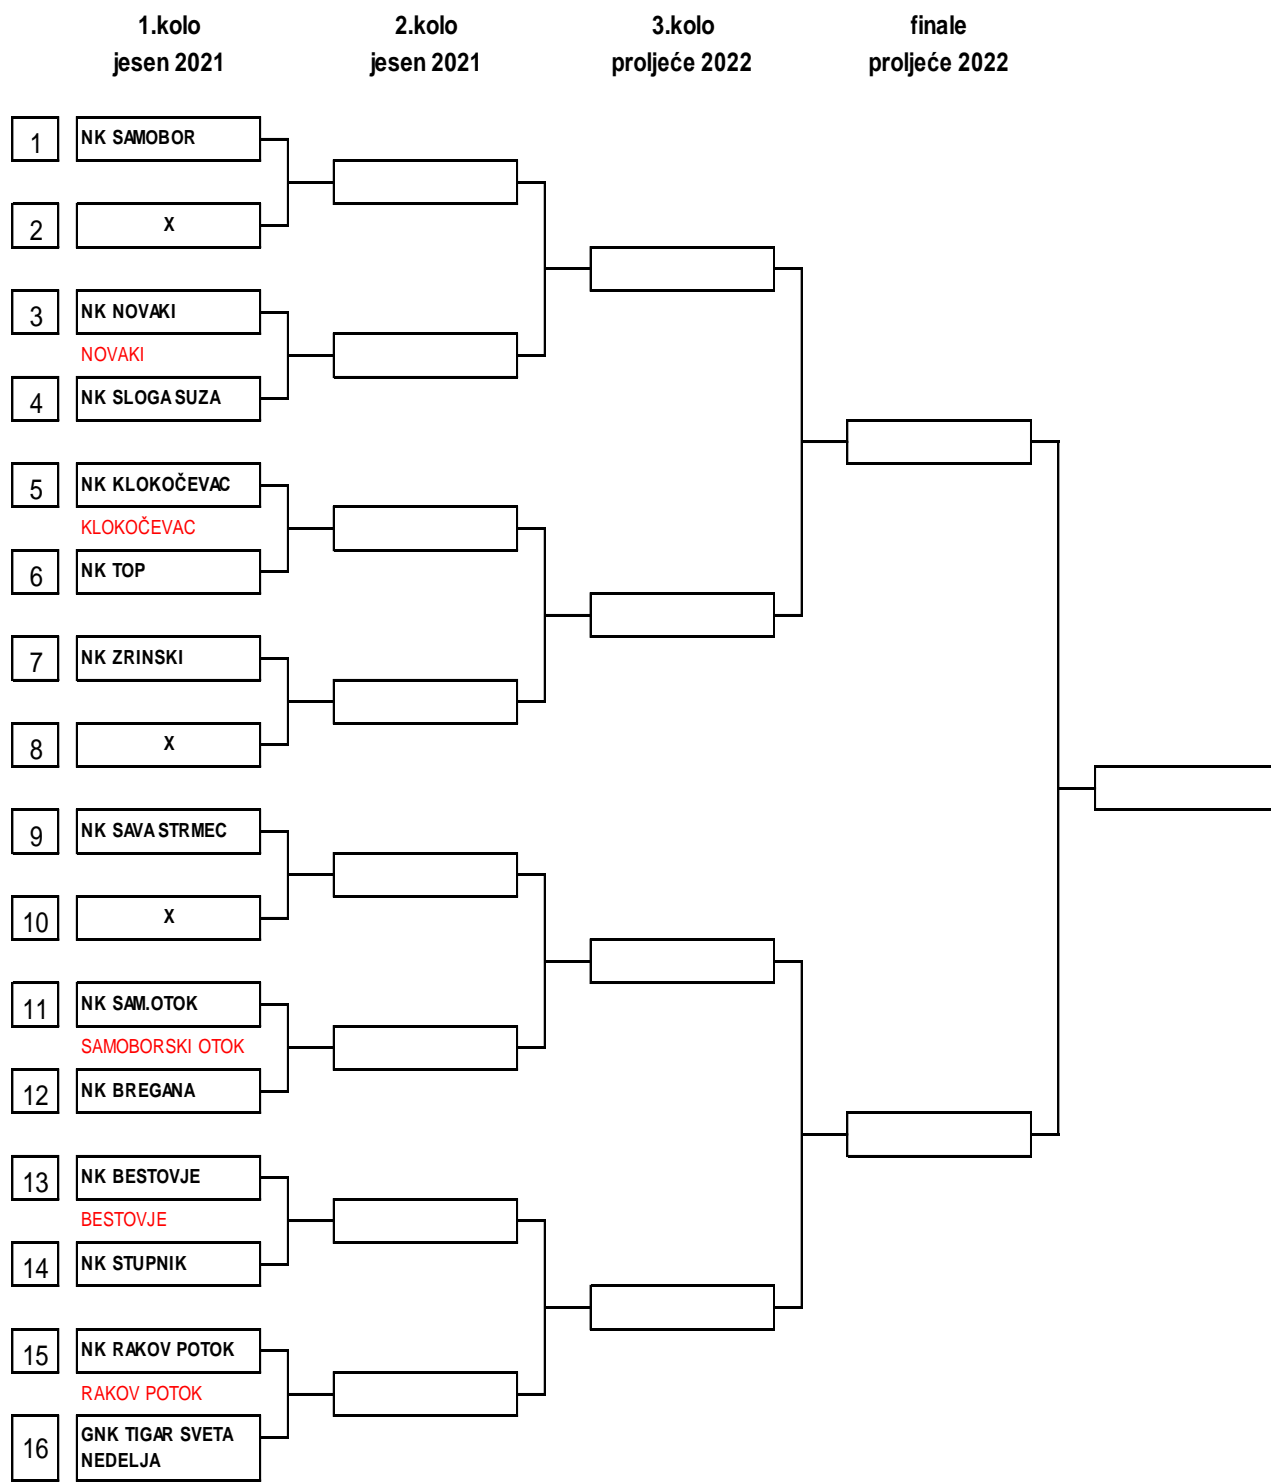 1.kolo
jesen 2021
2.kolo
jesen 2021
3.kolo
proljeće 2022
finale
proljeće 2022
1 NK SAMOBOR
2 X
3 NK NOVAKI
NOVAKI
4 NK SLOGA SUZA
5 NK KLOKOČEVAC
KLOKOČEVAC
6 NK TOP
7 NK ZRINSKI
8 X
9 NK SAVA STRMEC
10 X
11 NK SAM.OTOK
SAMOBORSKI OTOK
12 NK BREGANA
13 NK BESTOVJE
BESTOVJE
14 NK STUPNIK
15 NK RAKOV POTOK
RAKOV POTOK
16 GNK TIGAR SVETA
NEDELJA